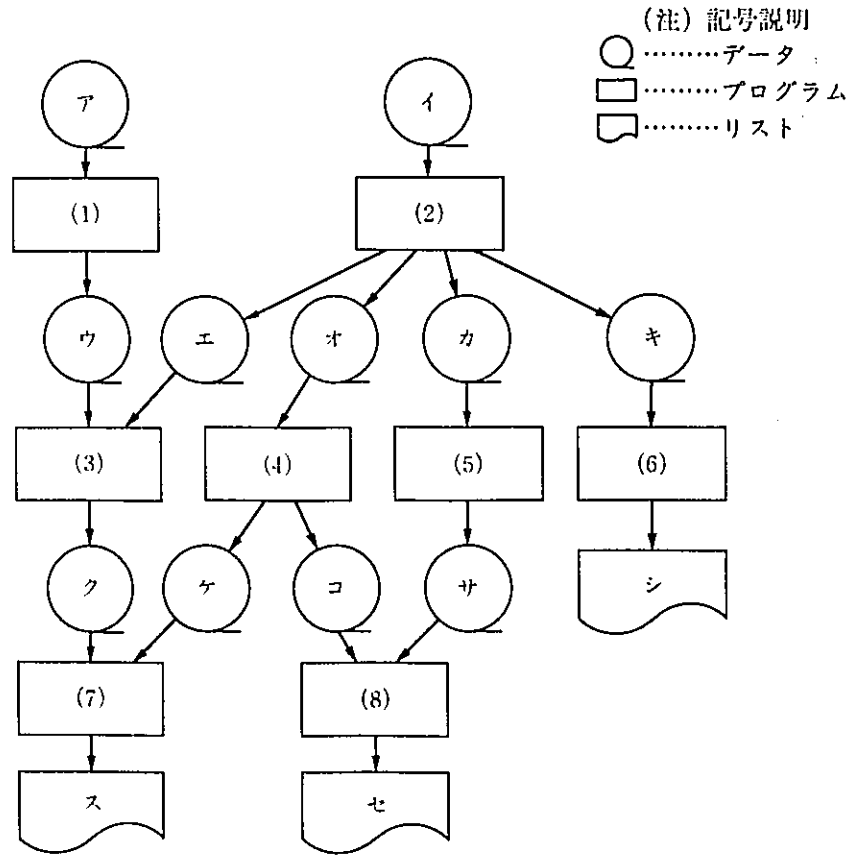 (注) 記号説明
………データ
………プログラム
………リスト
ア
イ
(1)
(2)
ウ
エ
オ
カ
キ
(3)
(4)
(5)
(6)
ク
ケ
コ
サ
シ
(7)
(8)
ス
セ